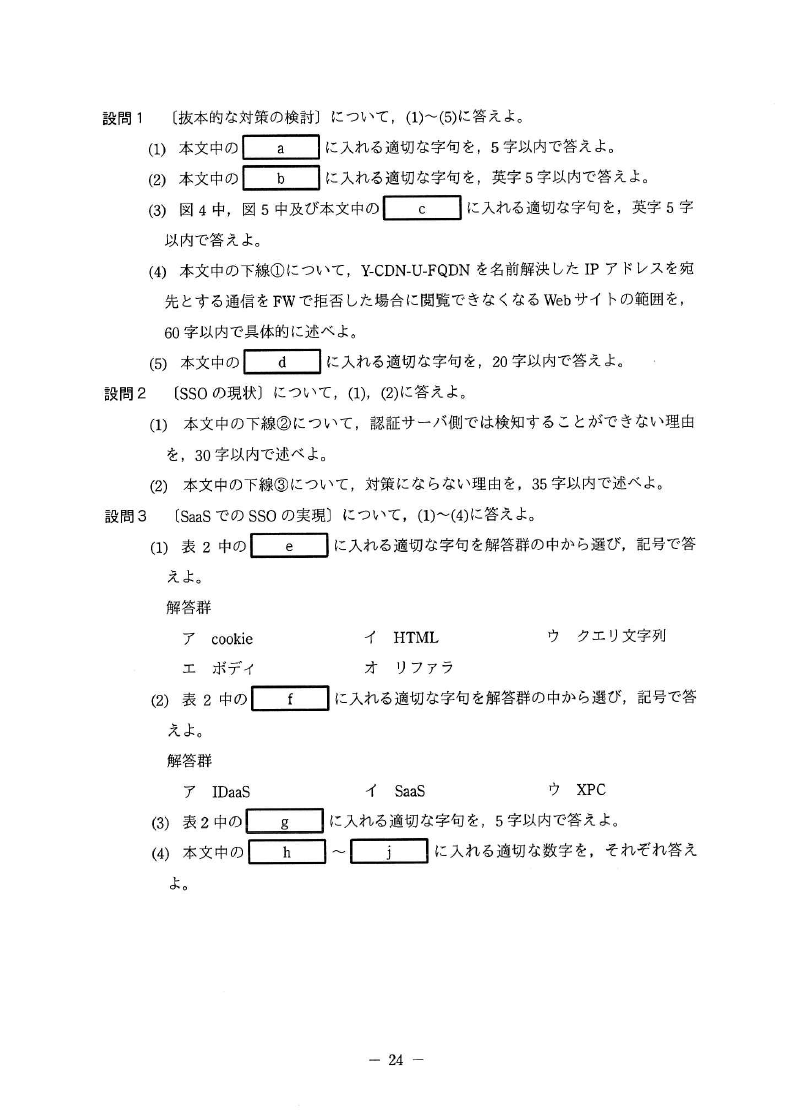 設問1　〔抜本的な対策の検討〕について，(1)～(5)に答えよ。
(1)　本文中の　a　に入れる適切な字句を，5字以内で答えよ。
(2)　本文中の　b　に入れる適切な字句を，英字5字以内で答えよ。
(3)　図4中，図5中及び本文中の　c　に入れる適切な字句を，英字5字
以内で答えよ。
(4)　本文中の下線①について，Y-CDN-U-FQDNを名前解決したIPアドレスを宛
先とする通信をFWで拒否した場合に閲覧できなくなるWebサイトの範囲を，
60字以内で具体的に述べよ。
(5)　本文中の　d　に入れる適切な字句を，20字以内で答えよ。
設問2　〔SSOの現状〕について，(1)，(2)に答えよ。
(1)　本文中の下線②について，認証サーバ側では検知することができない理由
を，30字以内で述べよ。
(2)　本文中の下線③について，対策にならない理由を，35字以内で述べよ。
設問3　〔SaaSでのSSOの実現〕について，(1)～(4)に答えよ。
(1)　表2中の　e　に入れる適切な字句を解答群の中から選び，記号で答
えよ。
解答群
ア　cookie　イ　HTML　ウ　クエリ文字列
エ　ボディ　オ　リファラ
(2)　表2中の　f　に入れる適切な字句を解答群の中から選び，記号で答
えよ。
解答群
ア　IDaaS　イ　SaaS　ウ　XPC
(3)　表2中の　g　に入れる適切な字句を，5字以内で答えよ。
(4)　本文中の　h　～　j　に入れる適切な数字を，それぞれ答え
よ。
－ 24 －